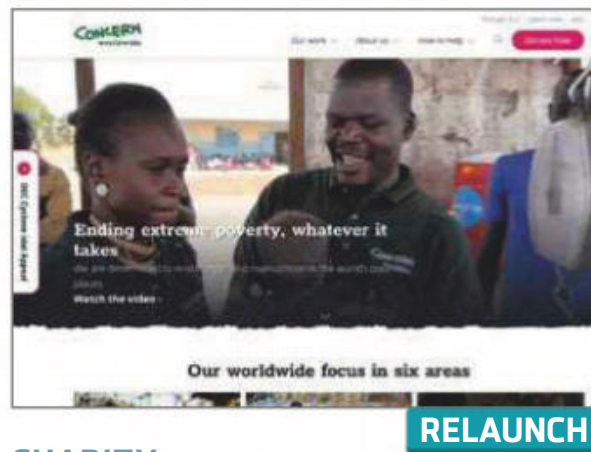 CONCERN
worldwide
Our work
About us
How to help
Donate now
DEC Cyclone Idai Appeal
Ending extreme poverty, whatever it
takes
places
Watch the video
Our worldwide focus in six areas
RELAUNCH
CHARITY